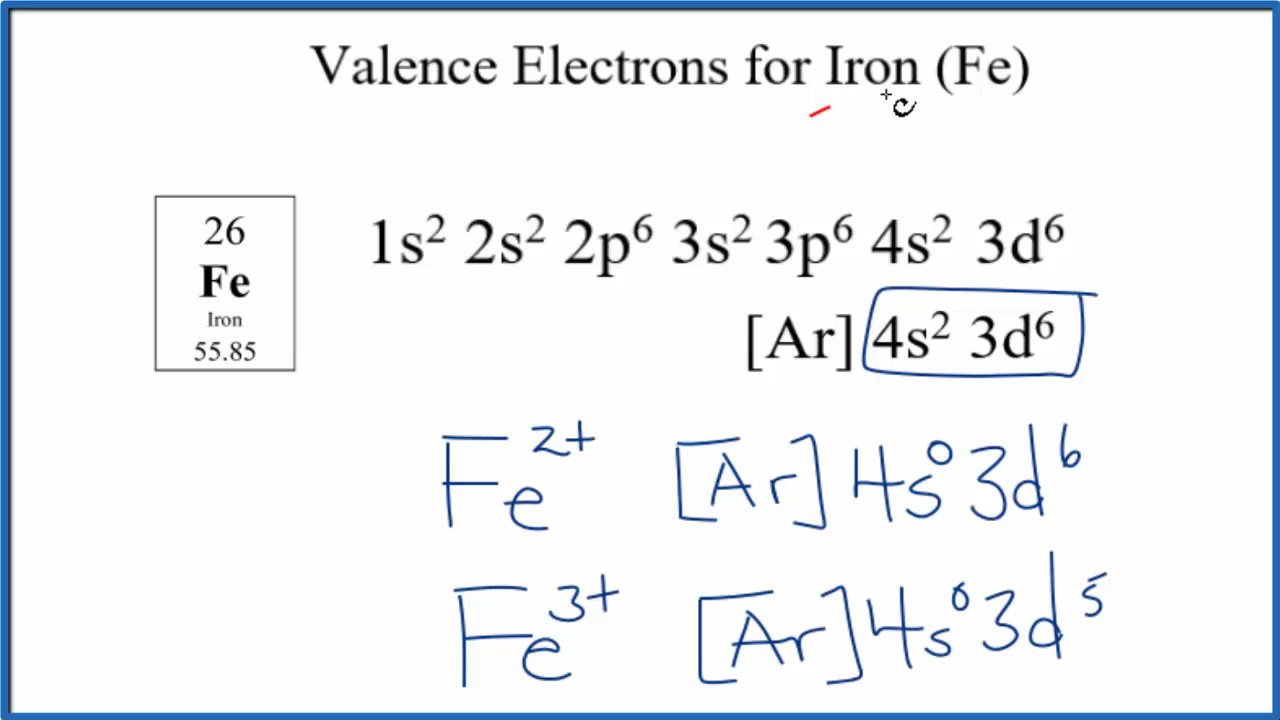 Valence Electrons for Iron (Fe)
26
Fe
Iron
55.85
1s² 2s² 2p⁶ 3s² 3p⁶ 4s² 3d⁶
[Ar] 4s² 3d⁶
Fe²⁺ [Ar] 4s⁰ 3d⁶
Fe³⁺ [Ar] 4s⁰ 3d⁵